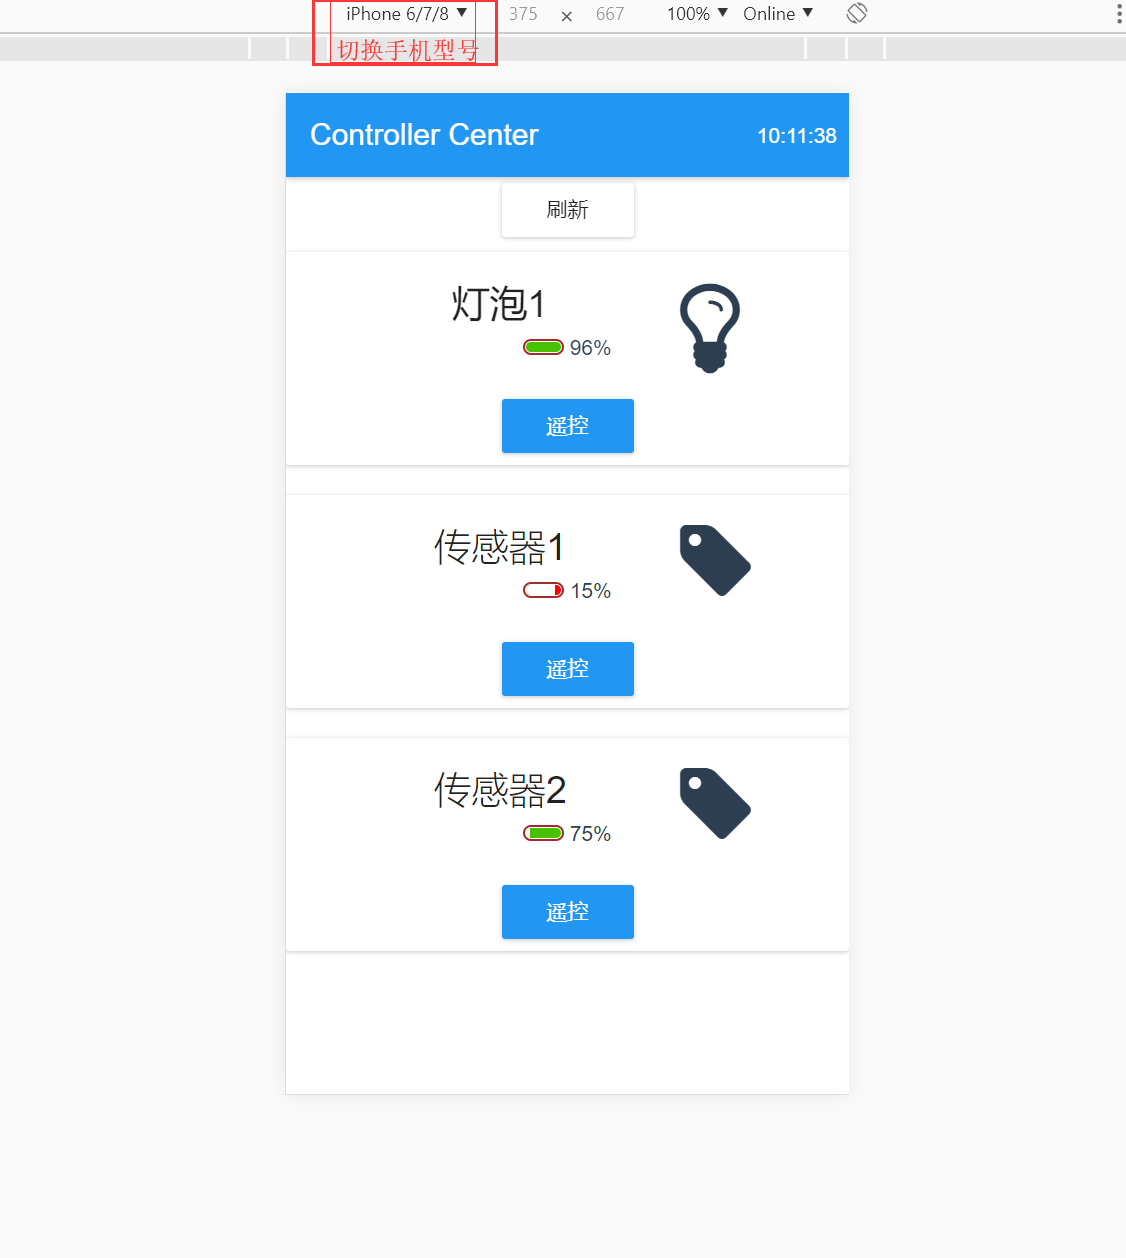 iPhone 6/7/8 ▼ 375 × 667 100% ▼ Online ▼
切换手机型号
Controller Center 10:11:38
刷新
灯泡1
96%
遥控
传感器1
15%
遥控
传感器2
75%
遥控